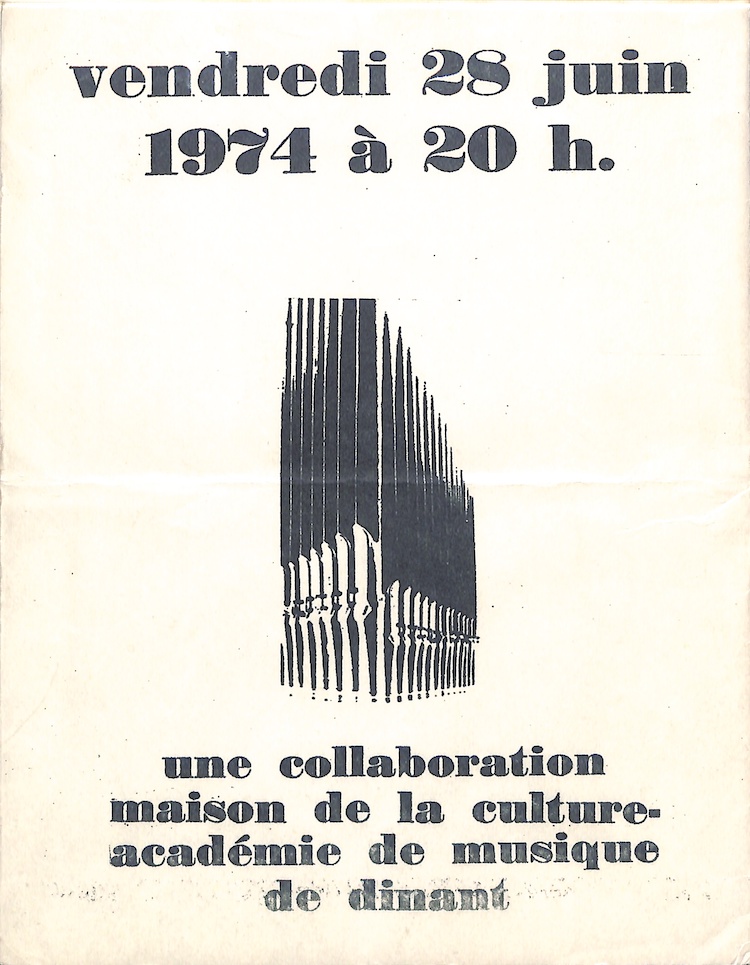 vendredi 28 juin
1974 à 20 h.
une collaboration
maison de la culture-
académie de musique
de dinant